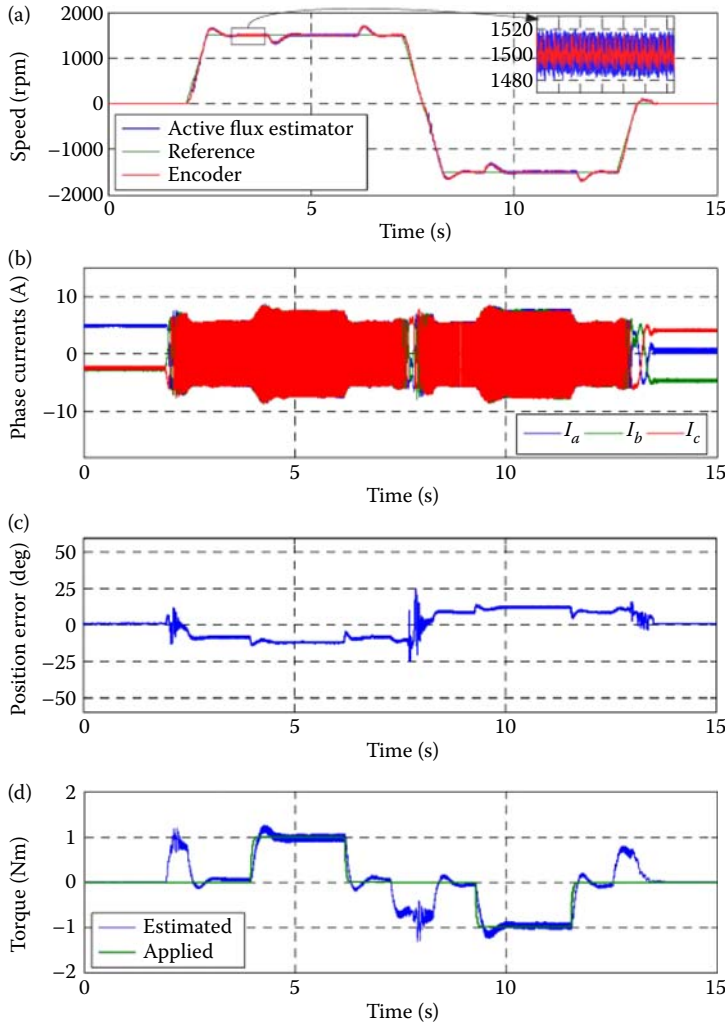 (a)
Speed (rpm)
2000
1000
0
−1000
−2000
1520
1500
1480
Active flux estimator
Reference
Encoder
0
5
10
15
Time (s)
(b)
Phase currents (A)
10
0
−10
I_a
I_b
I_c
0
5
10
15
Time (s)
(c)
Position error (deg)
50
25
0
−25
−50
0
5
10
15
Time (s)
(d)
Torque (Nm)
2
1
0
−1
−2
Estimated
Applied
0
5
10
15
Time (s)